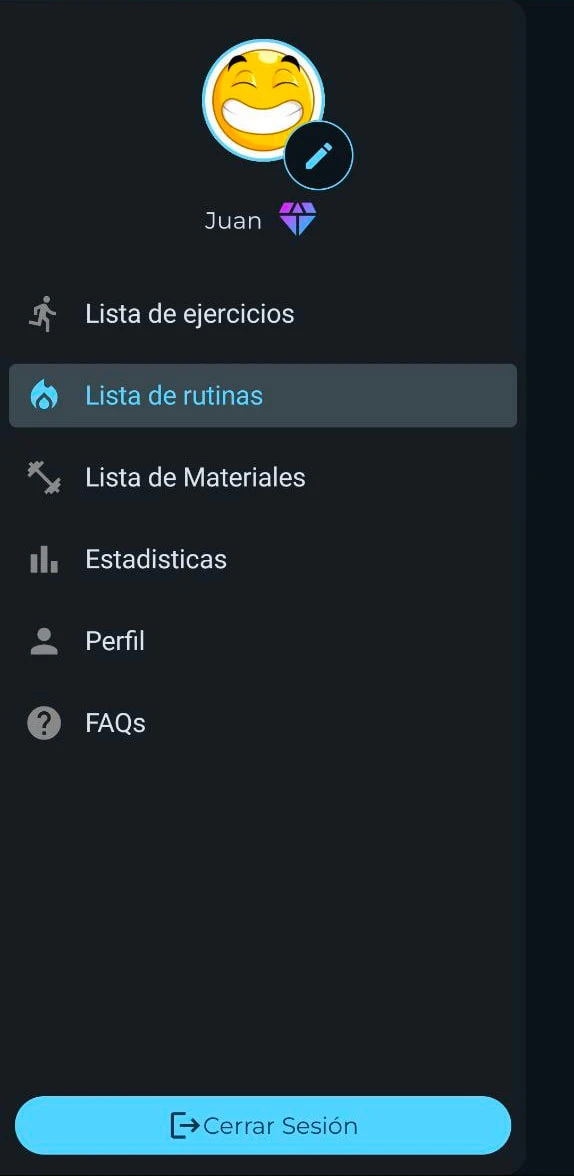 Juan
Lista de ejercicios
Lista de rutinas
Lista de Materiales
Estadisticas
Perfil
FAQs
Cerrar Sesión